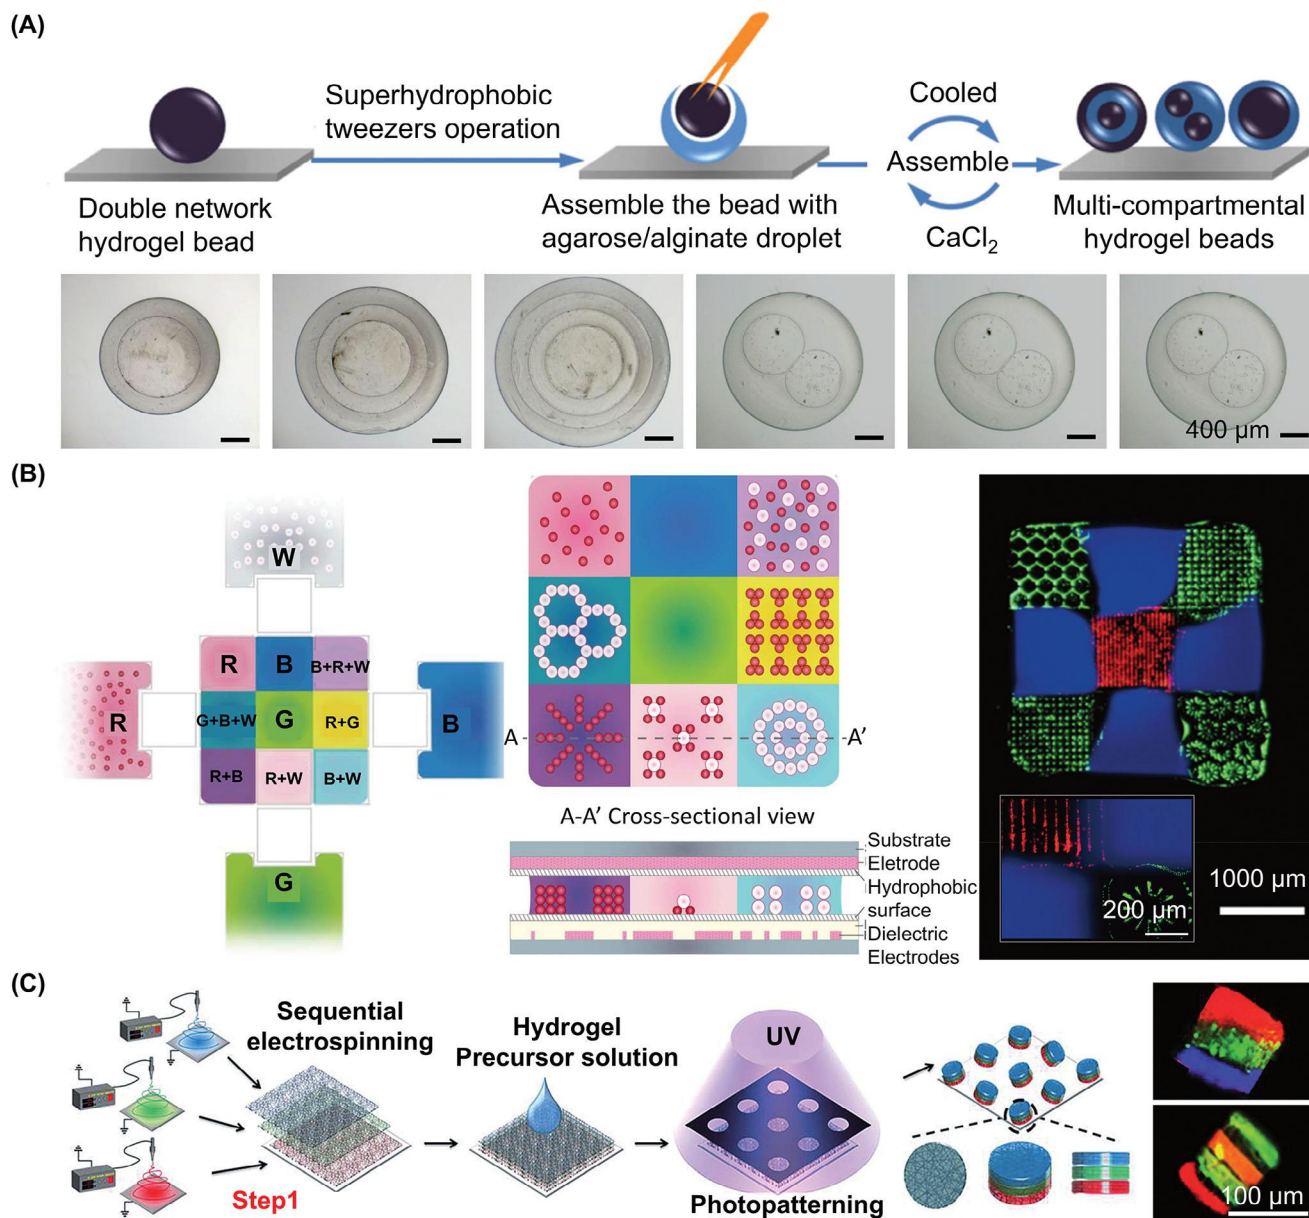 (A)
Superhydrophobic
tweezers operation
Cooled
Assemble
CaCl2
Double network
hydrogel bead
Assemble the bead with
agarose/alginate droplet
Multi-compartmental
hydrogel beads
400 µm
(B)
W
R
B
B+R+W
R
G+B+W
G
R+G
B
R+B
R+W
B+W
G
A
A'
A-A' Cross-sectional view
Substrate
Eletrode
Hydrophobic
surface
Dielectric
Electrodes
200 µm
1000 µm
(C)
Sequential
electrospinning
Step1
Hydrogel
Precursor solution
UV
Photopatterning
100 µm